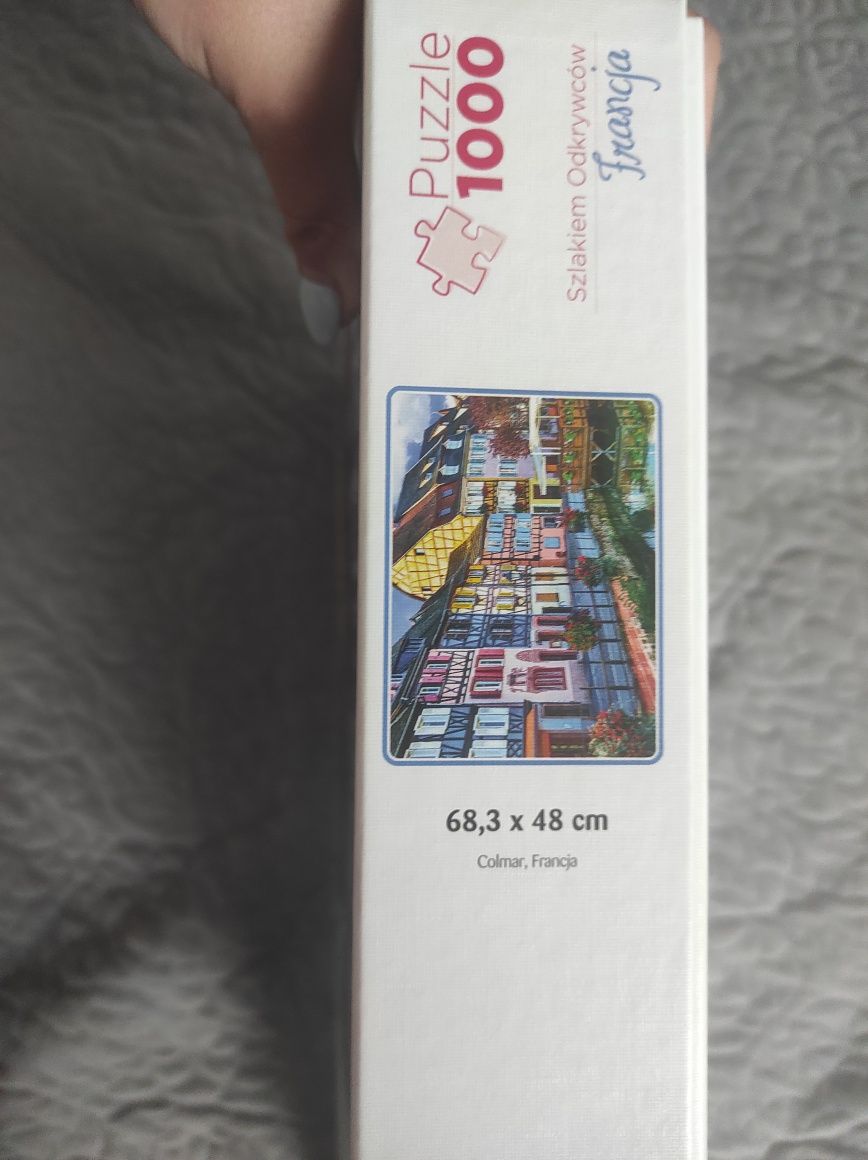 Puzzle
1000
Szlakiem Odkrywców
Francja
68,3 x 48 cm
Colmar, Francja